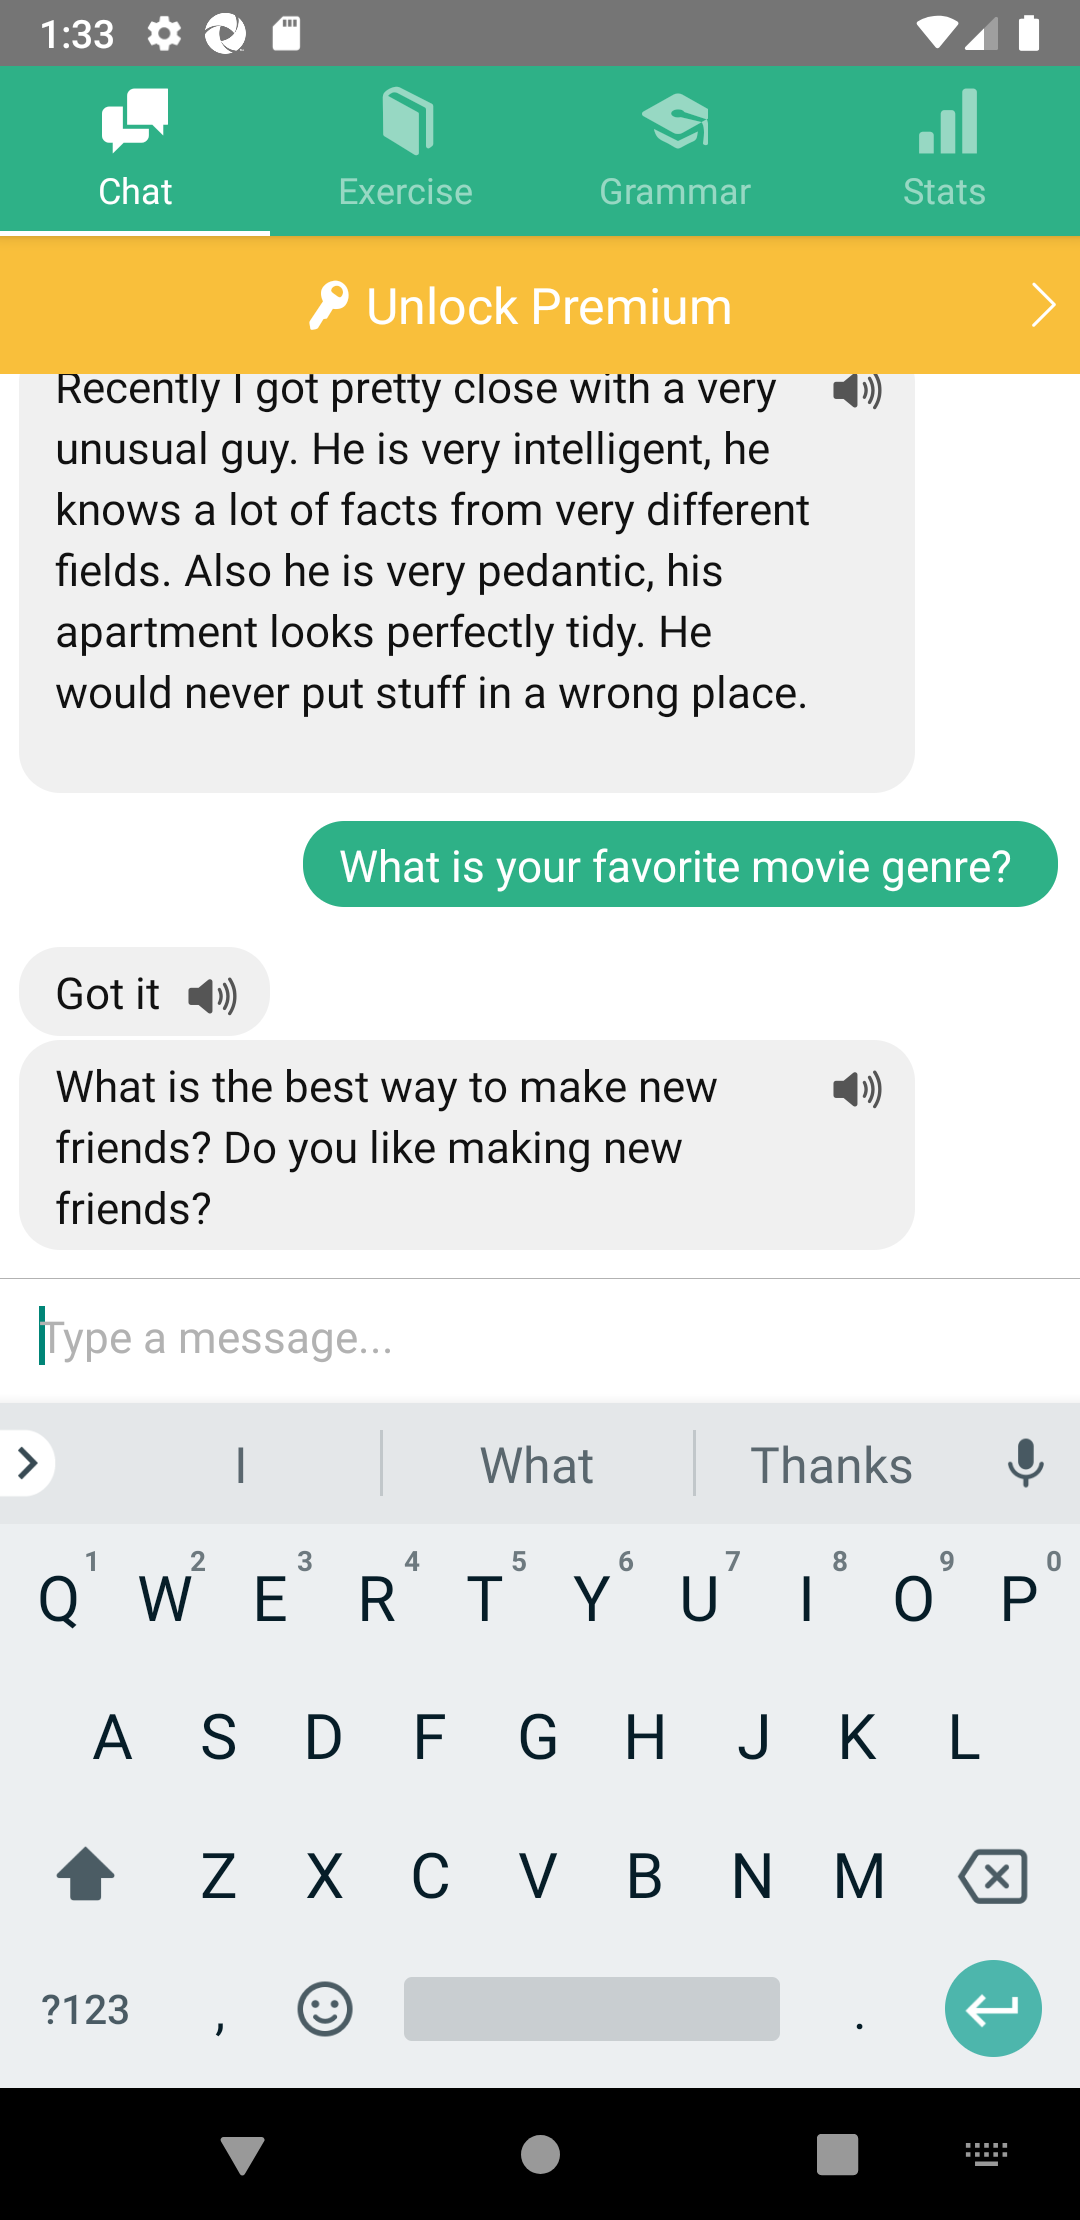 1:33
Chat
Exercise
Grammar
Stats
Unlock Premium
Recently I got pretty close with a very
unusual guy. He is very intelligent, he
knows a lot of facts from very different
fields. Also he is very pedantic, his
apartment looks perfectly tidy. He
would never put stuff in a wrong place.
What is your favorite movie genre?
Got it
What is the best way to make new
friends? Do you like making new
friends?
Type a message...
I What Thanks
1 2 3 4 5 6 7 8 9 0
Q W E R T Y U I O P
A S D F G H J K L
Z X C V B N M
?123 , .